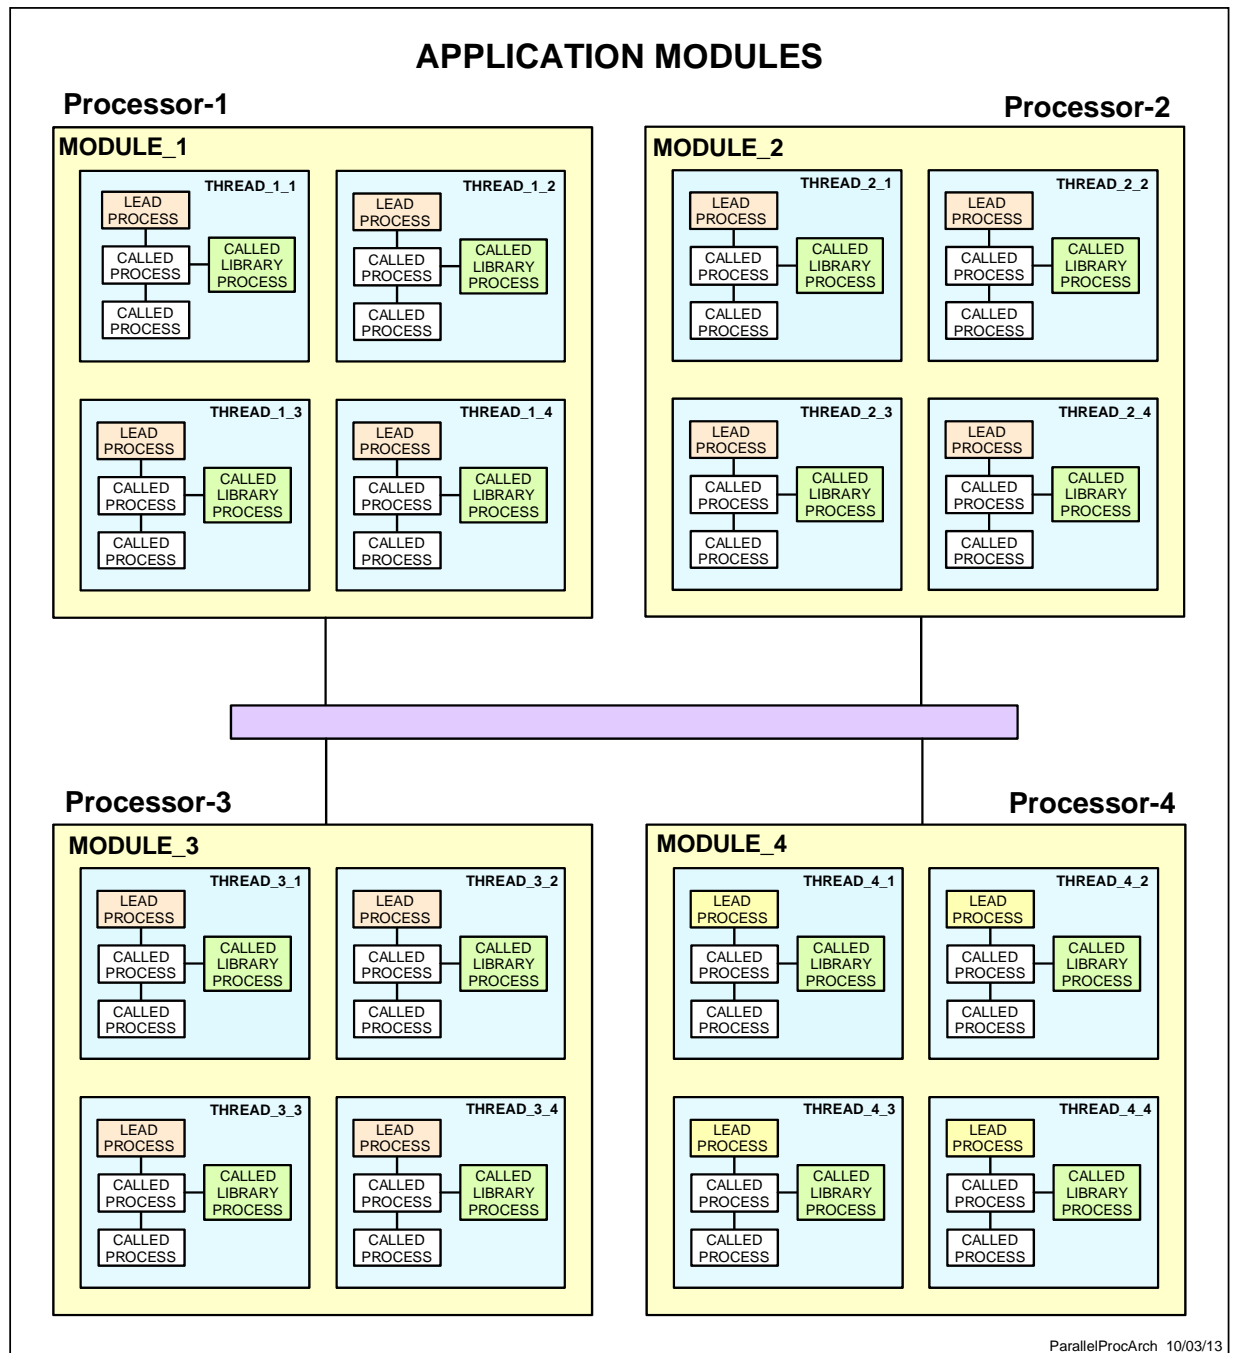 APPLICATION MODULES
Processor-1
MODULE_1
THREAD_1_1
LEAD
PROCESS
CALLED
PROCESS
CALLED
LIBRARY
PROCESS
CALLED
PROCESS
THREAD_1_2
LEAD
PROCESS
CALLED
PROCESS
CALLED
LIBRARY
PROCESS
CALLED
PROCESS
THREAD_1_3
LEAD
PROCESS
CALLED
PROCESS
CALLED
LIBRARY
PROCESS
CALLED
PROCESS
THREAD_1_4
LEAD
PROCESS
CALLED
PROCESS
CALLED
LIBRARY
PROCESS
CALLED
PROCESS
Processor-2
MODULE_2
THREAD_2_1
LEAD
PROCESS
CALLED
PROCESS
CALLED
LIBRARY
PROCESS
CALLED
PROCESS
THREAD_2_2
LEAD
PROCESS
CALLED
PROCESS
CALLED
LIBRARY
PROCESS
CALLED
PROCESS
THREAD_2_3
LEAD
PROCESS
CALLED
PROCESS
CALLED
LIBRARY
PROCESS
CALLED
PROCESS
THREAD_2_4
LEAD
PROCESS
CALLED
PROCESS
CALLED
LIBRARY
PROCESS
CALLED
PROCESS
Processor-3
MODULE_3
THREAD_3_1
LEAD
PROCESS
CALLED
PROCESS
CALLED
LIBRARY
PROCESS
CALLED
PROCESS
THREAD_3_2
LEAD
PROCESS
CALLED
PROCESS
CALLED
LIBRARY
PROCESS
CALLED
PROCESS
THREAD_3_3
LEAD
PROCESS
CALLED
PROCESS
CALLED
LIBRARY
PROCESS
CALLED
PROCESS
THREAD_3_4
LEAD
PROCESS
CALLED
PROCESS
CALLED
LIBRARY
PROCESS
CALLED
PROCESS
Processor-4
MODULE_4
THREAD_4_1
LEAD
PROCESS
CALLED
PROCESS
CALLED
LIBRARY
PROCESS
CALLED
PROCESS
THREAD_4_2
LEAD
PROCESS
CALLED
PROCESS
CALLED
LIBRARY
PROCESS
CALLED
PROCESS
THREAD_4_3
LEAD
PROCESS
CALLED
PROCESS
CALLED
LIBRARY
PROCESS
CALLED
PROCESS
THREAD_4_4
LEAD
PROCESS
CALLED
PROCESS
CALLED
LIBRARY
PROCESS
CALLED
PROCESS
ParallelProcArch 10/03/13